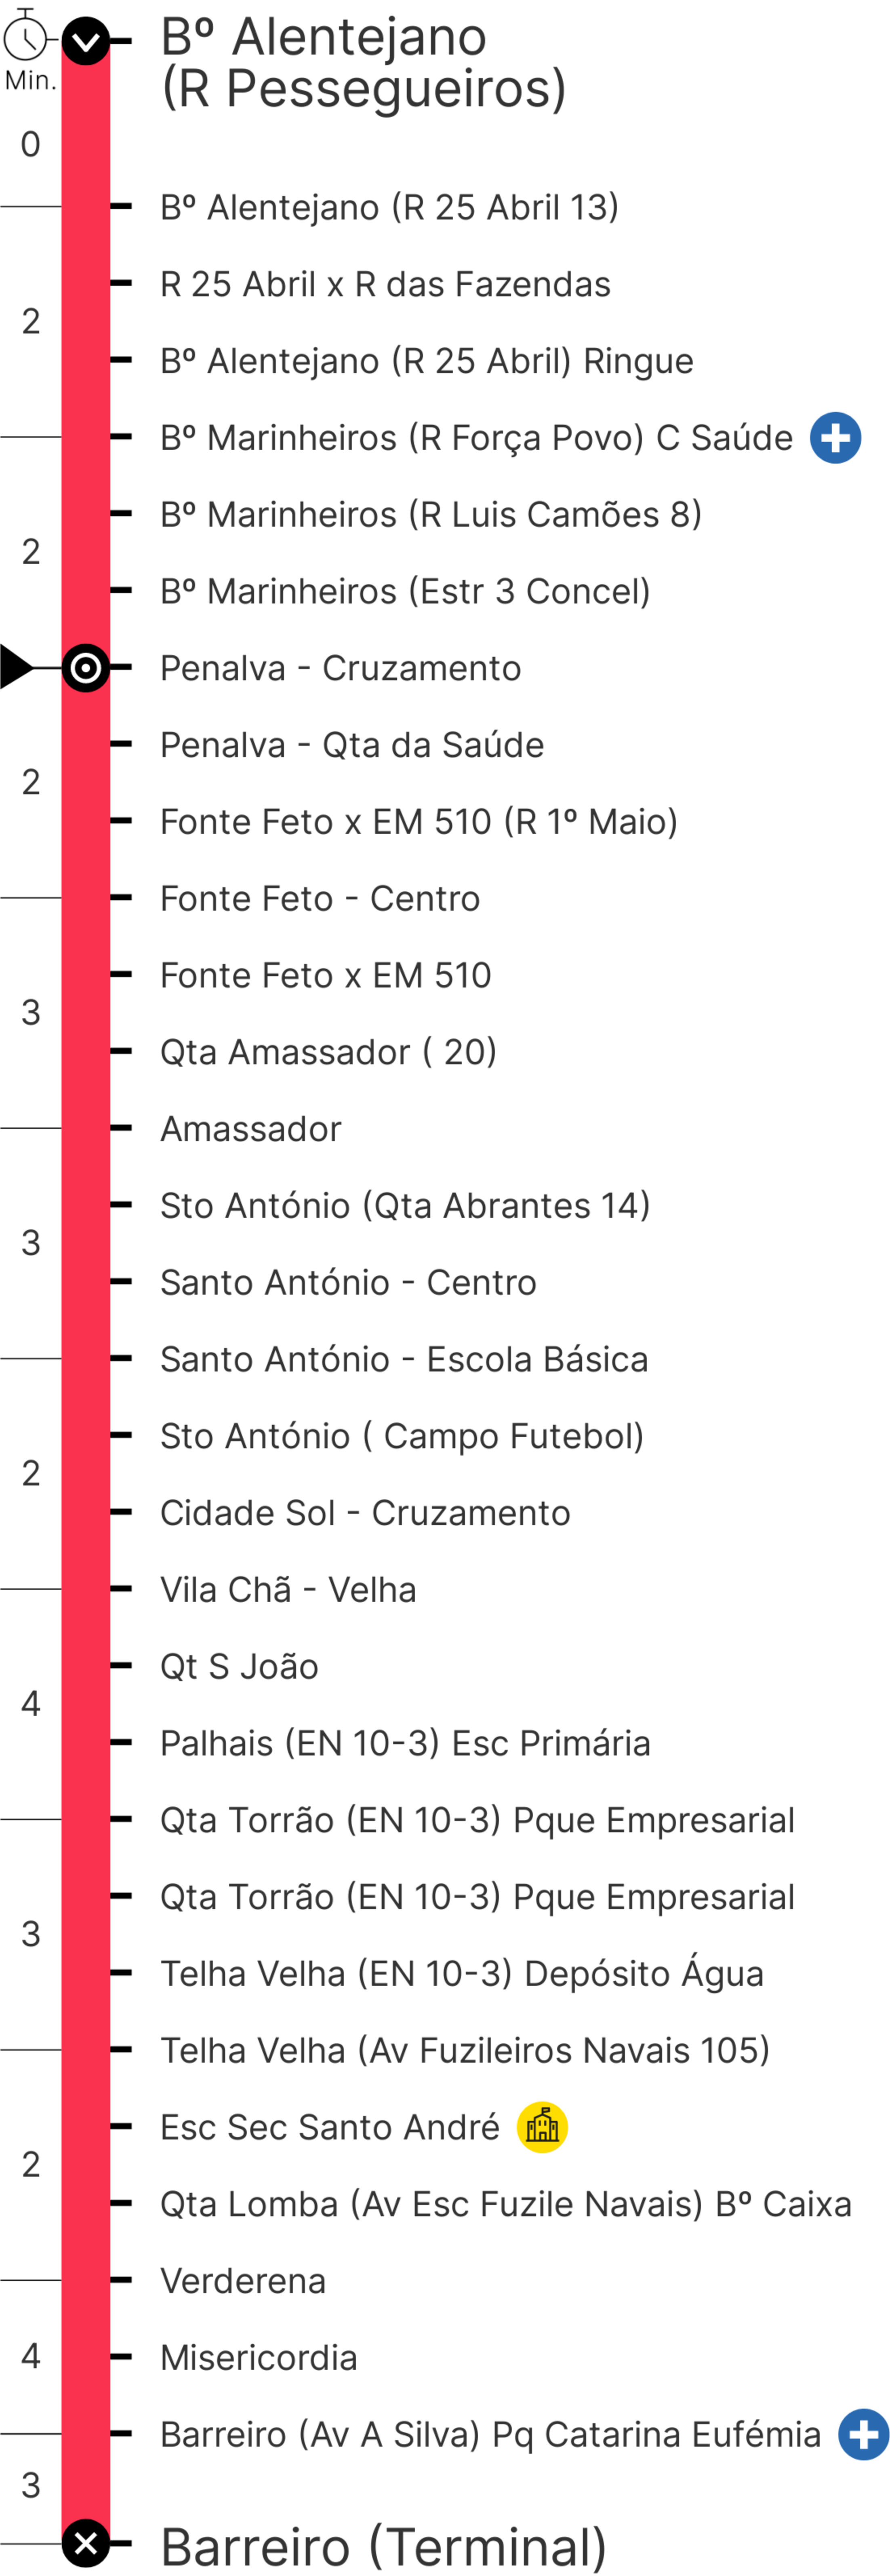 Bº Alentejano
(R Pessegueiros)
Min.
0
Bº Alentejano (R 25 Abril 13)
R 25 Abril x R das Fazendas
2
Bº Alentejano (R 25 Abril) Ringue
Bº Marinheiros (R Força Povo) C Saúde
Bº Marinheiros (R Luis Camões 8)
2
Bº Marinheiros (Estr 3 Concel)
Penalva - Cruzamento
Penalva - Qta da Saúde
2
Fonte Feto x EM 510 (R 1º Maio)
Fonte Feto - Centro
Fonte Feto x EM 510
3
Qta Amassador ( 20)
Amassador
Sto António (Qta Abrantes 14)
3
Santo António - Centro
Santo António - Escola Básica
Sto António ( Campo Futebol)
2
Cidade Sol - Cruzamento
Vila Chã - Velha
Qt S João
4
Palhais (EN 10-3) Esc Primária
Qta Torrão (EN 10-3) Pque Empresarial
Qta Torrão (EN 10-3) Pque Empresarial
3
Telha Velha (EN 10-3) Depósito Água
Telha Velha (Av Fuzileiros Navais 105)
Esc Sec Santo André
2
Qta Lomba (Av Esc Fuzile Navais) Bº Caixa
Verderena
4
Misericordia
Barreiro (Av A Silva) Pq Catarina Eufémia
3
Barreiro (Terminal)